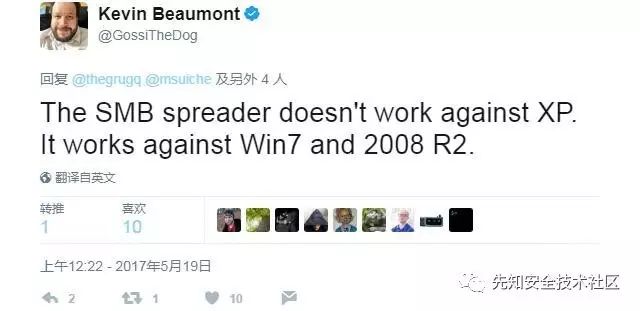 Kevin Beaumont
@GossiTheDog
回复 @thegrugq @msuiche 及另外 4 人
The SMB spreader doesn't work against XP.
It works against Win7 and 2008 R2.
翻译自英文
转推 喜欢
1 10
上午12:22 - 2017年5月19日
2 1 10
先知安全技术社区